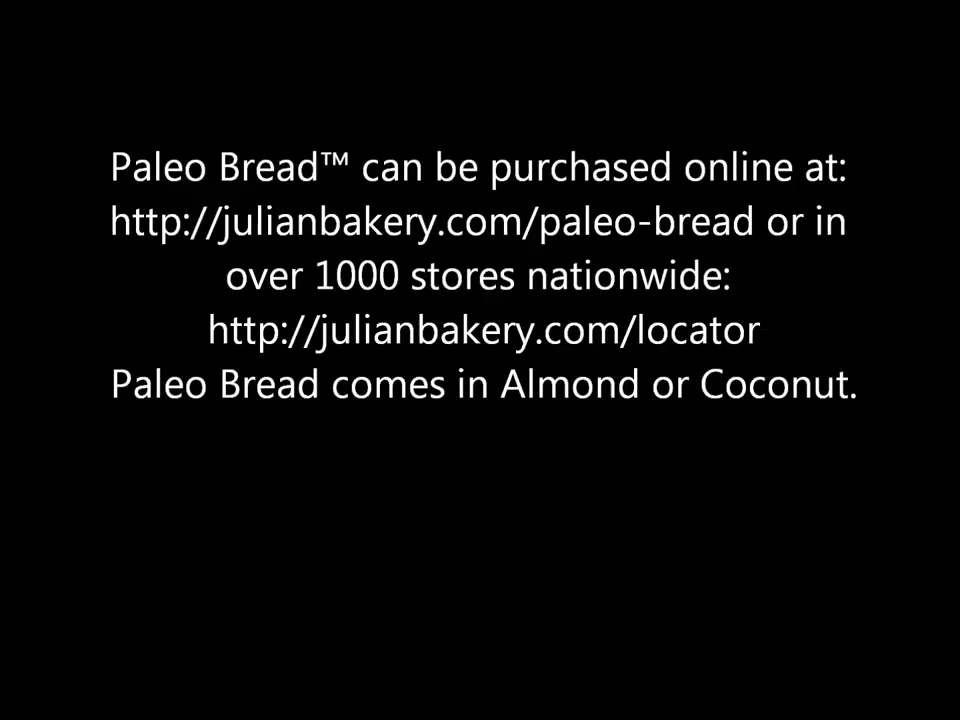 Paleo Bread™ can be purchased online at:
http://julianbakery.com/paleo-bread or in
over 1000 stores nationwide:
http://julianbakery.com/locator
Paleo Bread comes in Almond or Coconut.